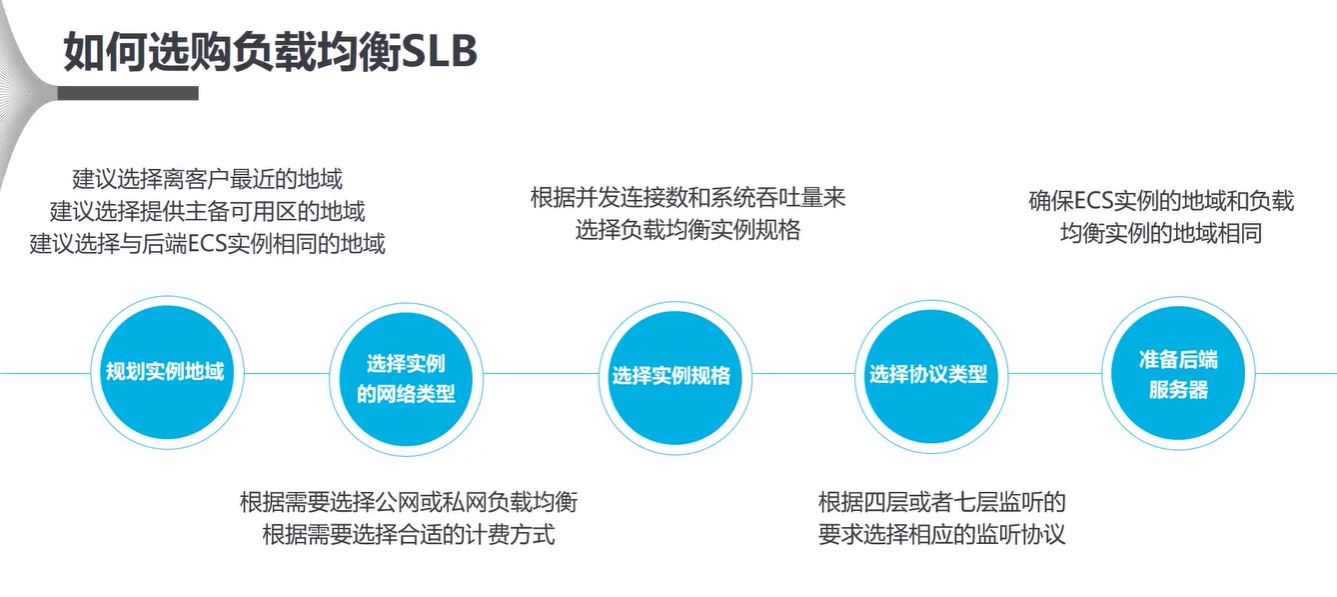 如何选购负载均衡SLB
建议选择离客户最近的地域
建议选择提供主备可用区的地域
建议选择与后端ECS实例相同的地域
根据并发连接数和系统吞吐量来
选择负载均衡实例规格
确保ECS实例的地域和负载
均衡实例的地域相同
规划实例地域
选择实例
的网络类型
选择实例规格
选择协议类型
准备后端
服务器
根据需要选择公网或私网负载均衡
根据需要选择合适的计费方式
根据四层或者七层监听的
要求选择相应的监听协议